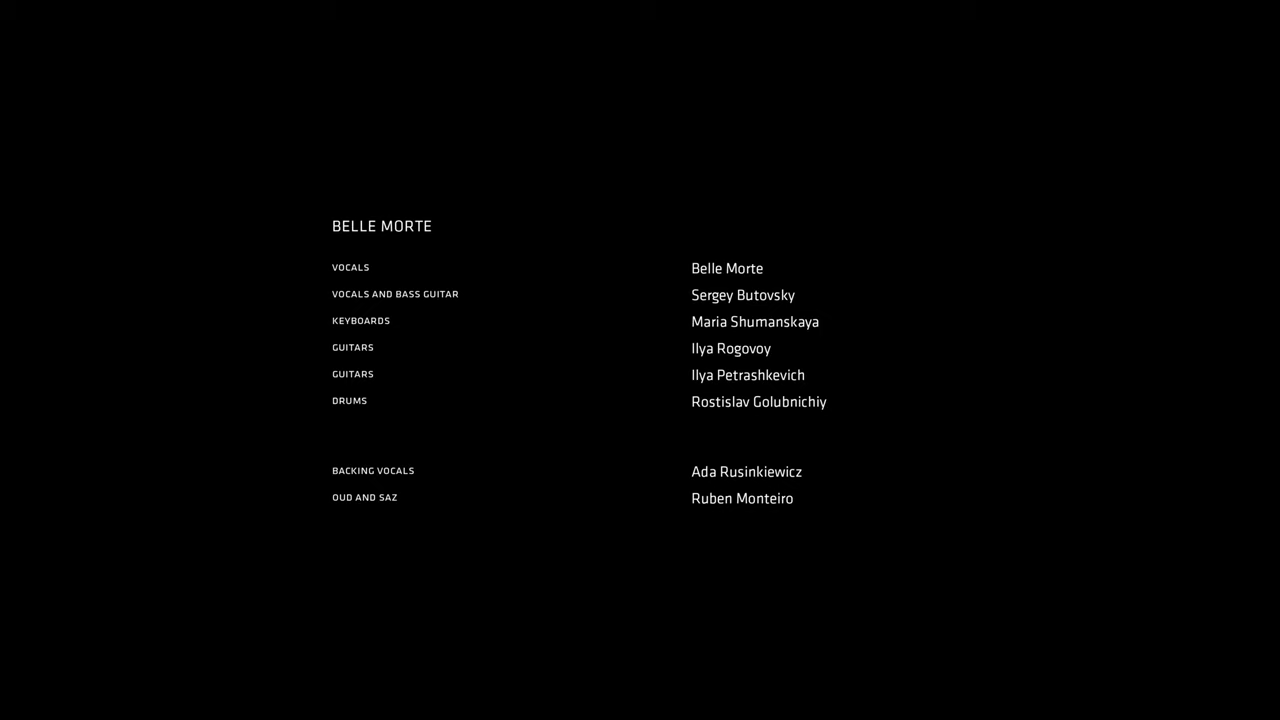 BELLE MORTE
VOCALS Belle Morte
VOCALS AND BASS GUITAR Sergey Butovsky
KEYBOARDS Maria Shumanskaya
GUITARS Ilya Rogovoy
GUITARS Ilya Petrashkevich
DRUMS Rostislav Golubnichiy
BACKING VOCALS Ada Rusinkiewicz
OUD AND SAZ Ruben Monteiro